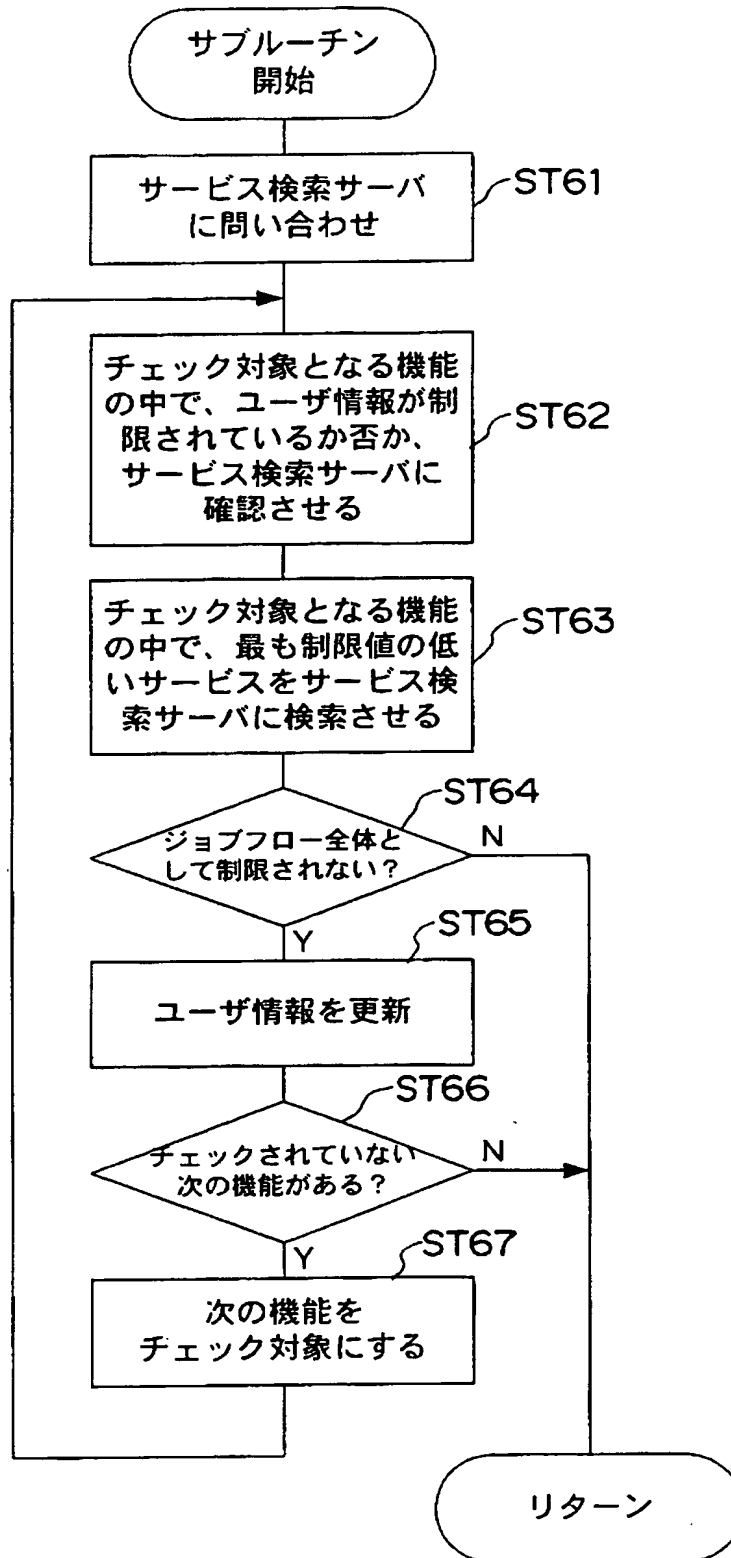 サブルーチン
開始
サービス検索サーバ
に問い合わせ
ST61
チェック対象となる機能
の中で、ユーザ情報が制
限されているか否か、
サービス検索サーバに
確認させる
ST62
チェック対象となる機能
の中で、最も制限値の低
いサービスをサービス検
索サーバに検索させる
ST63
ST64
ジョブフロー全体と
して制限されない?
N
Y
ST65
ユーザ情報を更新
ST66
チェックされていない
次の機能がある?
N
Y
ST67
次の機能を
チェック対象にする
リターン